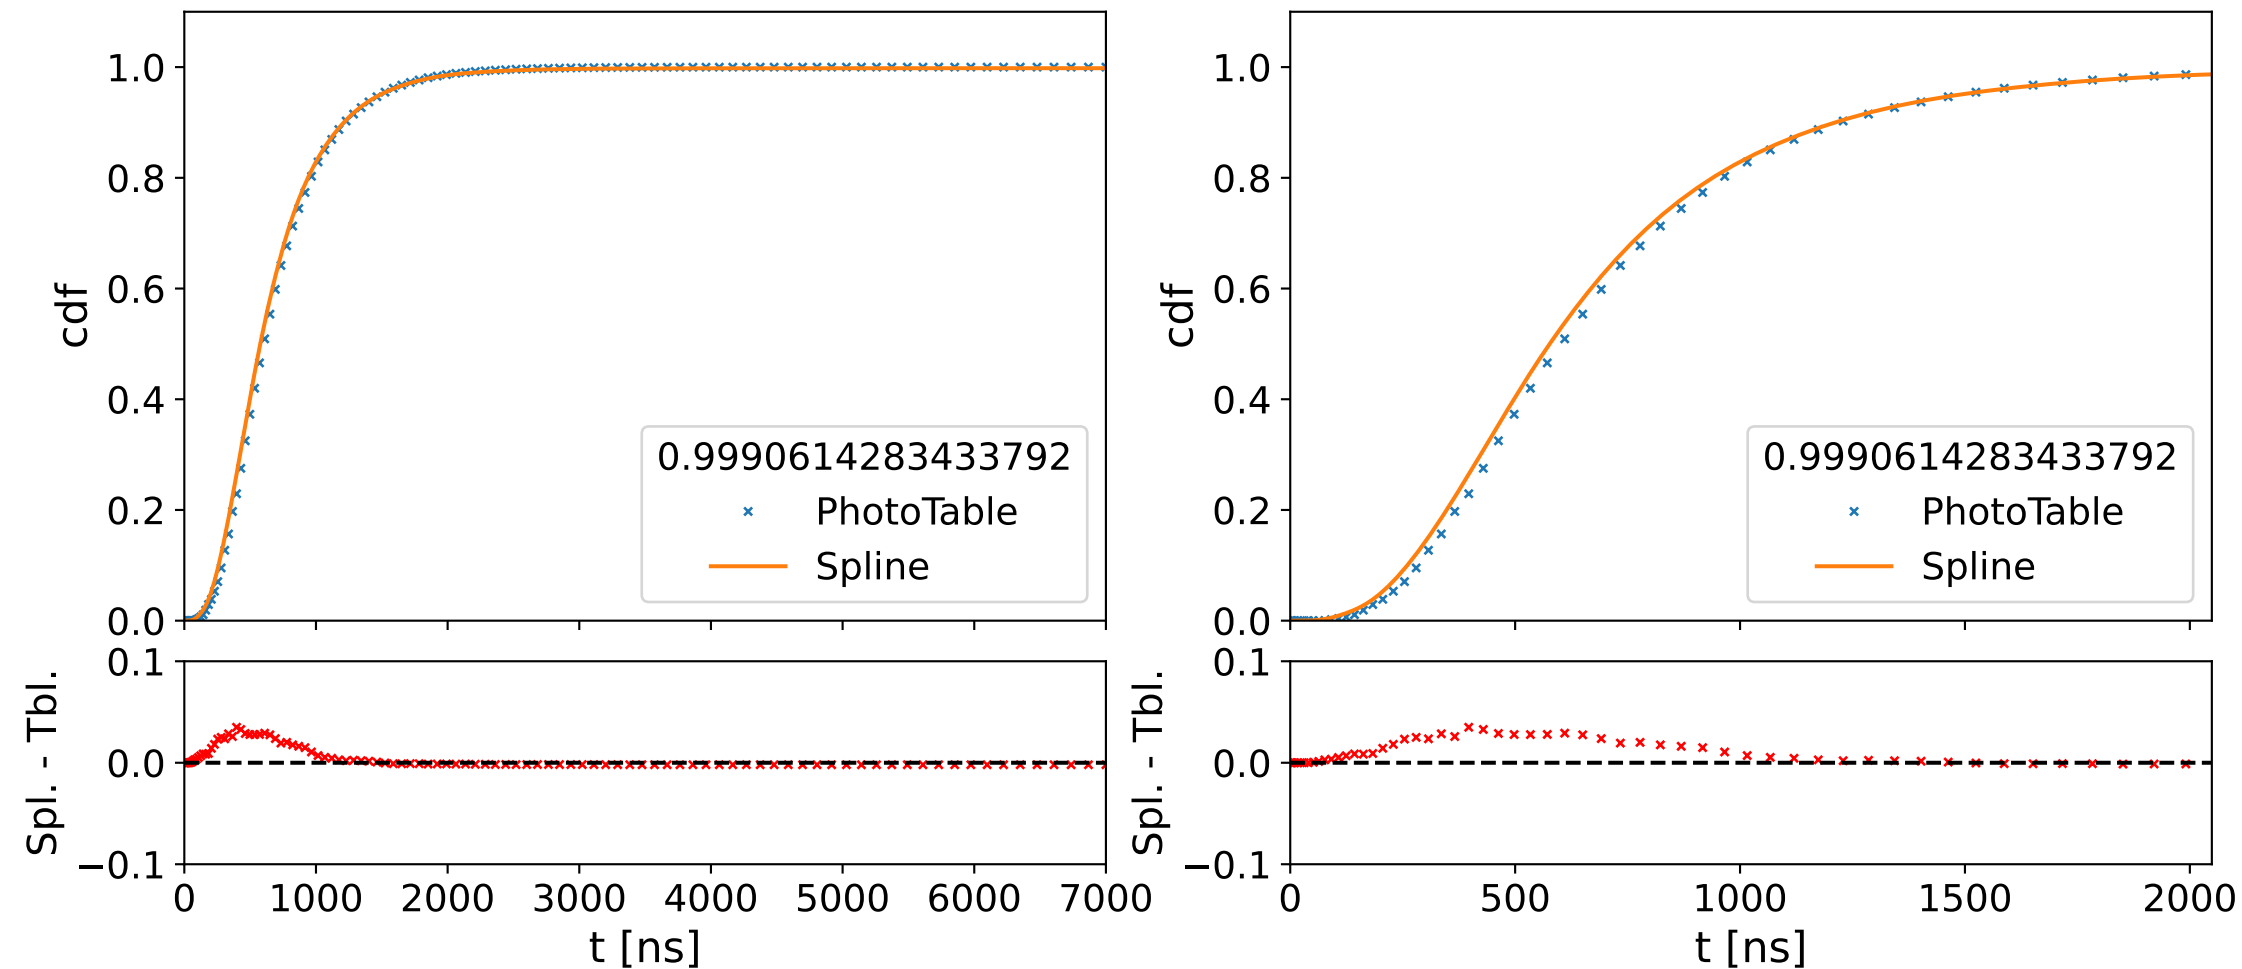 cdf
1.0
0.8
0.6
0.4
0.2
0.0
0.9990614283433792
PhotoTable
Spline
Spl. - Tbl.
0.1
0.0
−0.1
0 1000 2000 3000 4000 5000 6000 7000
t [ns]
cdf
1.0
0.8
0.6
0.4
0.2
0.0
0.9990614283433792
PhotoTable
Spline
Spl. - Tbl.
0.1
0.0
−0.1
0 500 1000 1500 2000
t [ns]